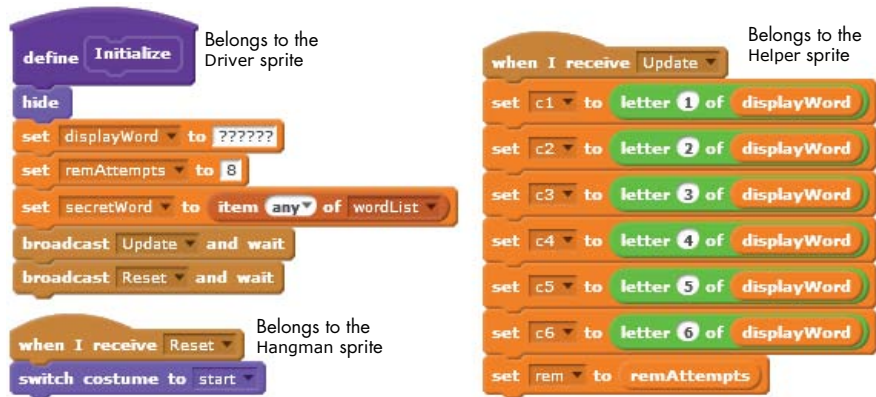 define Initialize
Belongs to the
Driver sprite
hide
set displayWord to ??????
set remAttempts to 8
set secretWord to item any of wordList
broadcast Update and wait
broadcast Reset and wait
when I receive Reset
Belongs to the
Hangman sprite
switch costume to start
when I receive Update
Belongs to the
Helper sprite
set c1 to letter 1 of displayWord
set c2 to letter 2 of displayWord
set c3 to letter 3 of displayWord
set c4 to letter 4 of displayWord
set c5 to letter 5 of displayWord
set c6 to letter 6 of displayWord
set rem to remAttempts